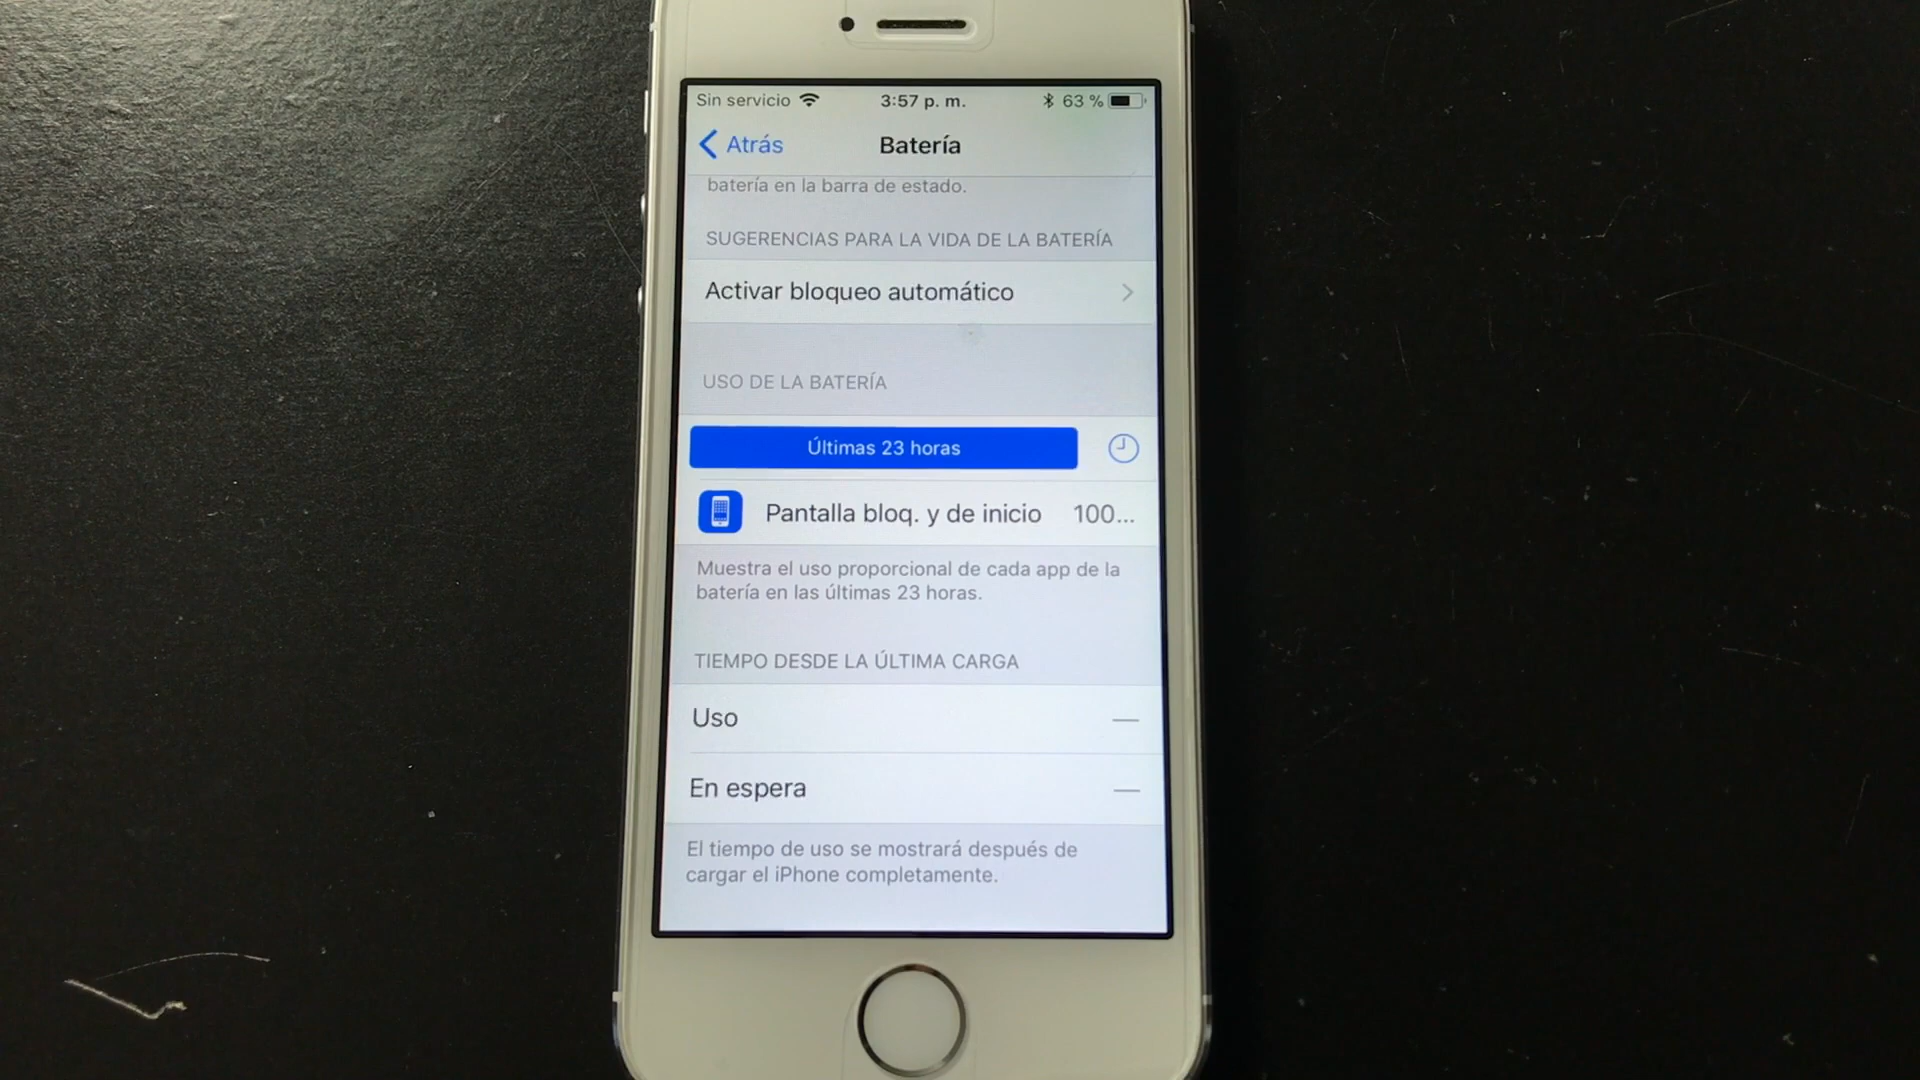 Sin servicio 3:57 p. m. 63 %
Atrás Batería
batería en la barra de estado.
SUGERENCIAS PARA LA VIDA DE LA BATERÍA
Activar bloqueo automático
USO DE LA BATERÍA
Últimas 23 horas
Pantalla bloq. y de inicio 100...
Muestra el uso proporcional de cada app de la
batería en las últimas 23 horas.
TIEMPO DESDE LA ÚLTIMA CARGA
Uso —
En espera —
El tiempo de uso se mostrará después de
cargar el iPhone completamente.